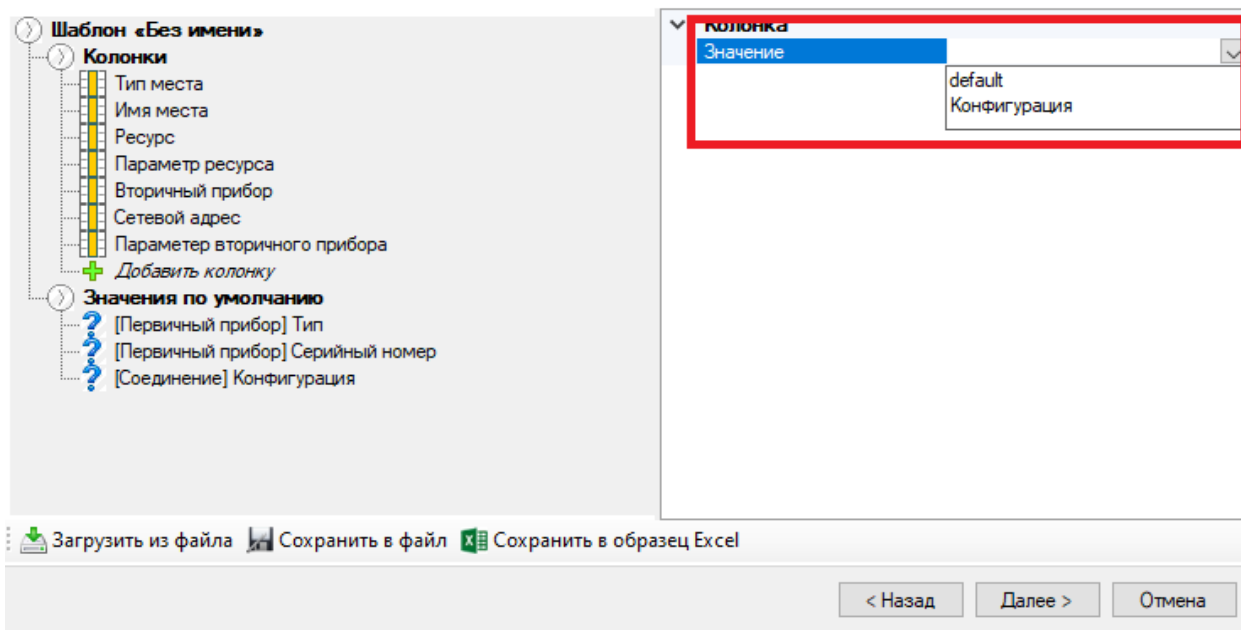 Шаблон «Без имени»
Колонки
Тип места
Имя места
Ресурс
Параметр ресурса
Вторичный прибор
Сетевой адрес
Параметер вторичного прибора
Добавить колонку
Значения по умолчанию
[Первичный прибор] Тип
[Первичный прибор] Серийный номер
[Соединение] Конфигурация
Колонка
Значение
default
Конфигурация
Загрузить из файла Сохранить в файл Сохранить в образец Excel
< Назад Далее > Отмена